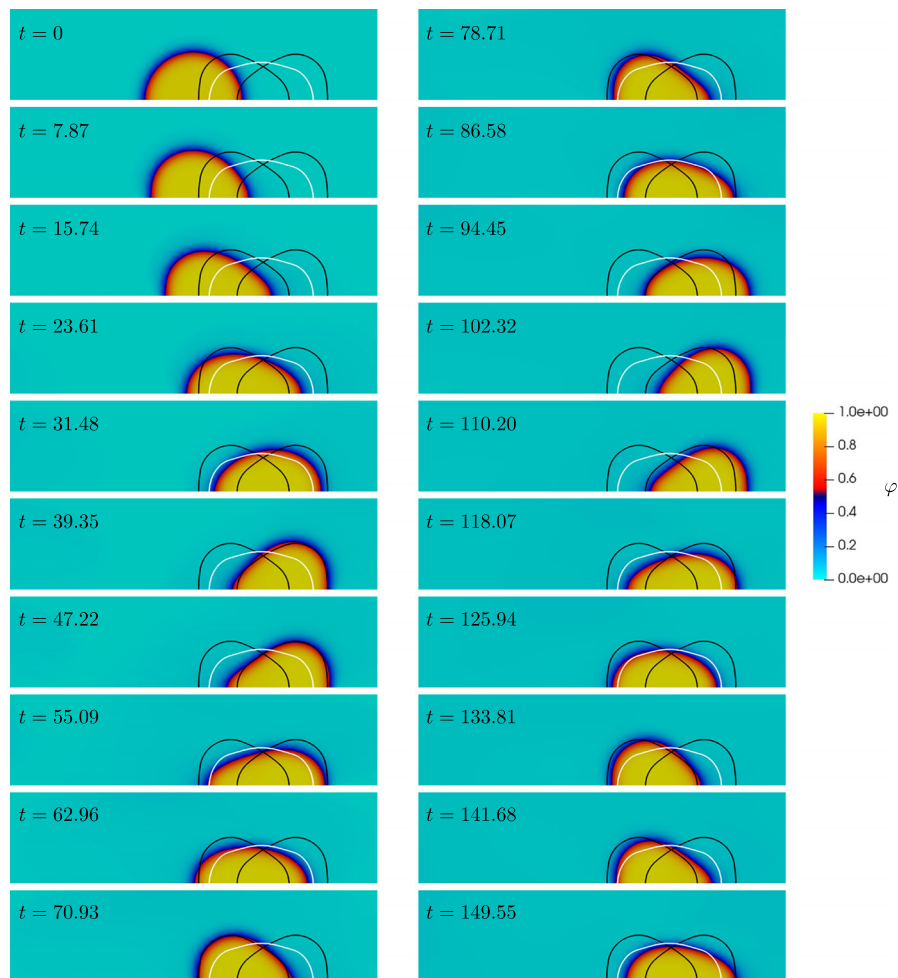 t = 0
t = 7.87
t = 15.74
t = 23.61
t = 31.48
t = 39.35
t = 47.22
t = 55.09
t = 62.96
t = 70.93
t = 78.71
t = 86.58
t = 94.45
t = 102.32
t = 110.20
t = 118.07
t = 125.94
t = 133.81
t = 141.68
t = 149.55
1.0e+00
0.8
0.6
0.4
0.2
0.0e+00
φ